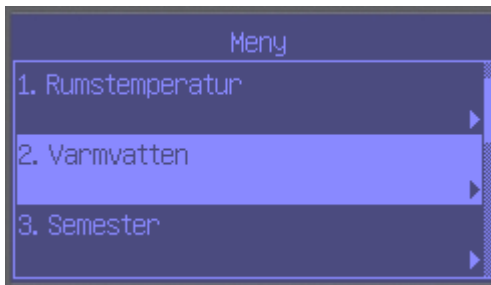 Meny
1. Rumstemperatur
2. Varmvatten
3. Semester